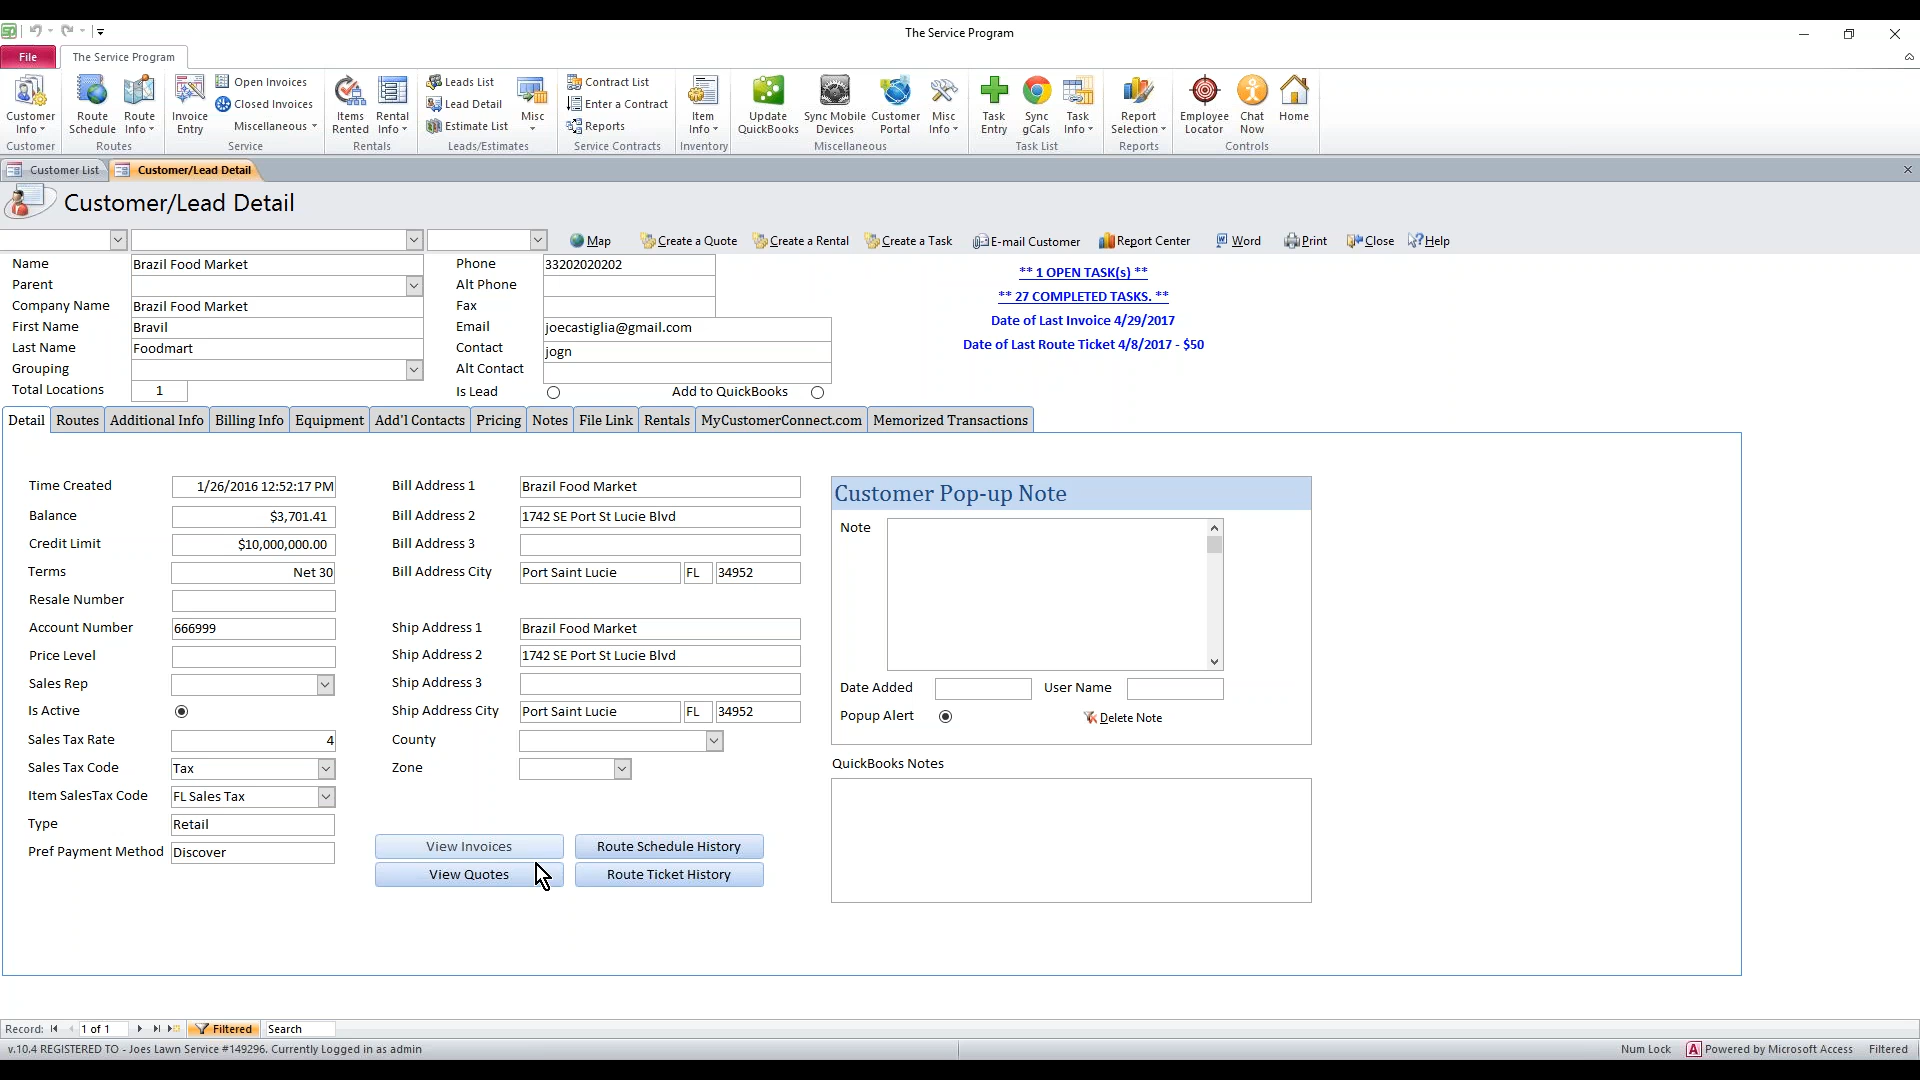 The Service Program
File
The Service Program
Customer Info
Customer
Route Schedule
Route Info
Routes
Invoice Entry
Open Invoices
Closed Invoices
Miscellaneous
Service
Items Rented
Rental Info
Rentals
Leads List
Lead Detail
Estimate List
Misc
Leads/Estimates
Contract List
Enter a Contract
Reports
Service Contracts
Item Info
Inventory
Update QuickBooks
Sync Mobile Devices
Customer Portal
Misc Info
Miscellaneous
Task Entry
Sync gCals
Task Info
Task List
Report Selection
Reports
Employee Locator
Chat Now
Home
Controls
Customer List
Customer/Lead Detail
Customer/Lead Detail
Map
Create a Quote
Create a Rental
Create a Task
E-mail Customer
Report Center
Word
Print
Close
Help
Name Brazil Food Market
Parent
Company Name Brazil Food Market
First Name Bravil
Last Name Foodmart
Grouping
Total Locations 1
Phone 33202020202
Alt Phone
Fax
Email joecastiglia@gmail.com
Contact jogn
Alt Contact
Is Lead
Add to QuickBooks
** 1 OPEN TASK(s) **
** 27 COMPLETED TASKS. **
Date of Last Invoice 4/29/2017
Date of Last Route Ticket 4/8/2017 - $50
Detail
Routes
Additional Info
Billing Info
Equipment
Add'l Contacts
Pricing
Notes
File Link
Rentals
MyCustomerConnect.com
Memorized Transactions
Time Created 1/26/2016 12:52:17 PM
Balance $3,701.41
Credit Limit $10,000,000.00
Terms Net 30
Resale Number
Account Number 666999
Price Level
Sales Rep
Is Active
Sales Tax Rate 4
Sales Tax Code Tax
Item SalesTax Code FL Sales Tax
Type Retail
Pref Payment Method Discover
Bill Address 1 Brazil Food Market
Bill Address 2 1742 SE Port St Lucie Blvd
Bill Address 3
Bill Address City Port Saint Lucie FL 34952
Ship Address 1 Brazil Food Market
Ship Address 2 1742 SE Port St Lucie Blvd
Ship Address 3
Ship Address City Port Saint Lucie FL 34952
County
Zone
View Invoices
Route Schedule History
View Quotes
Route Ticket History
Customer Pop-up Note
Note
Date Added
User Name
Popup Alert
Delete Note
QuickBooks Notes
Record: 1 of 1 Filtered Search
v.10.4 REGISTERED TO - Joes Lawn Service #149296. Currently Logged in as admin
Num Lock
A Powered by Microsoft Access
Filtered